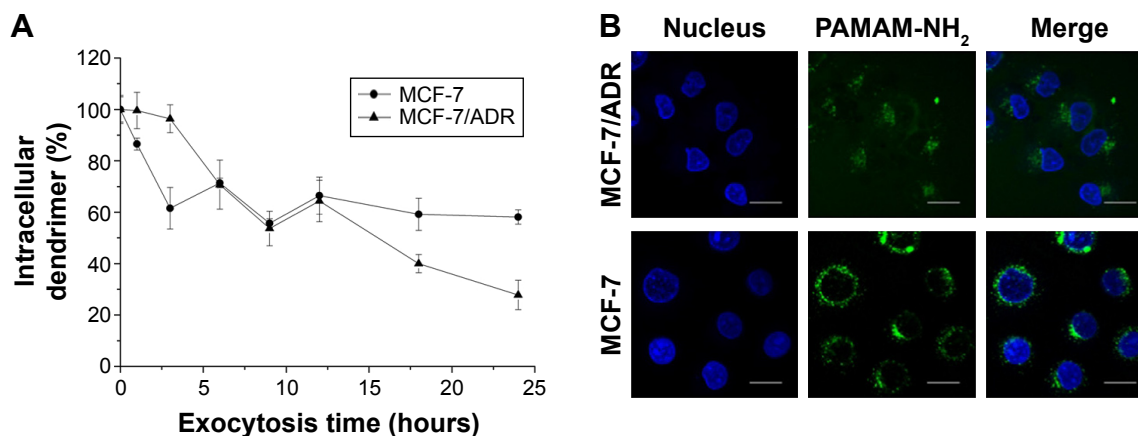 A
Intracellular
dendrimer (%)
120
100
80
60
40
20
0
MCF-7
MCF-7/ADR
0 5 10 15 20 25
Exocytosis time (hours)
B
Nucleus PAMAM-NH₂ Merge
MCF-7/ADR
MCF-7